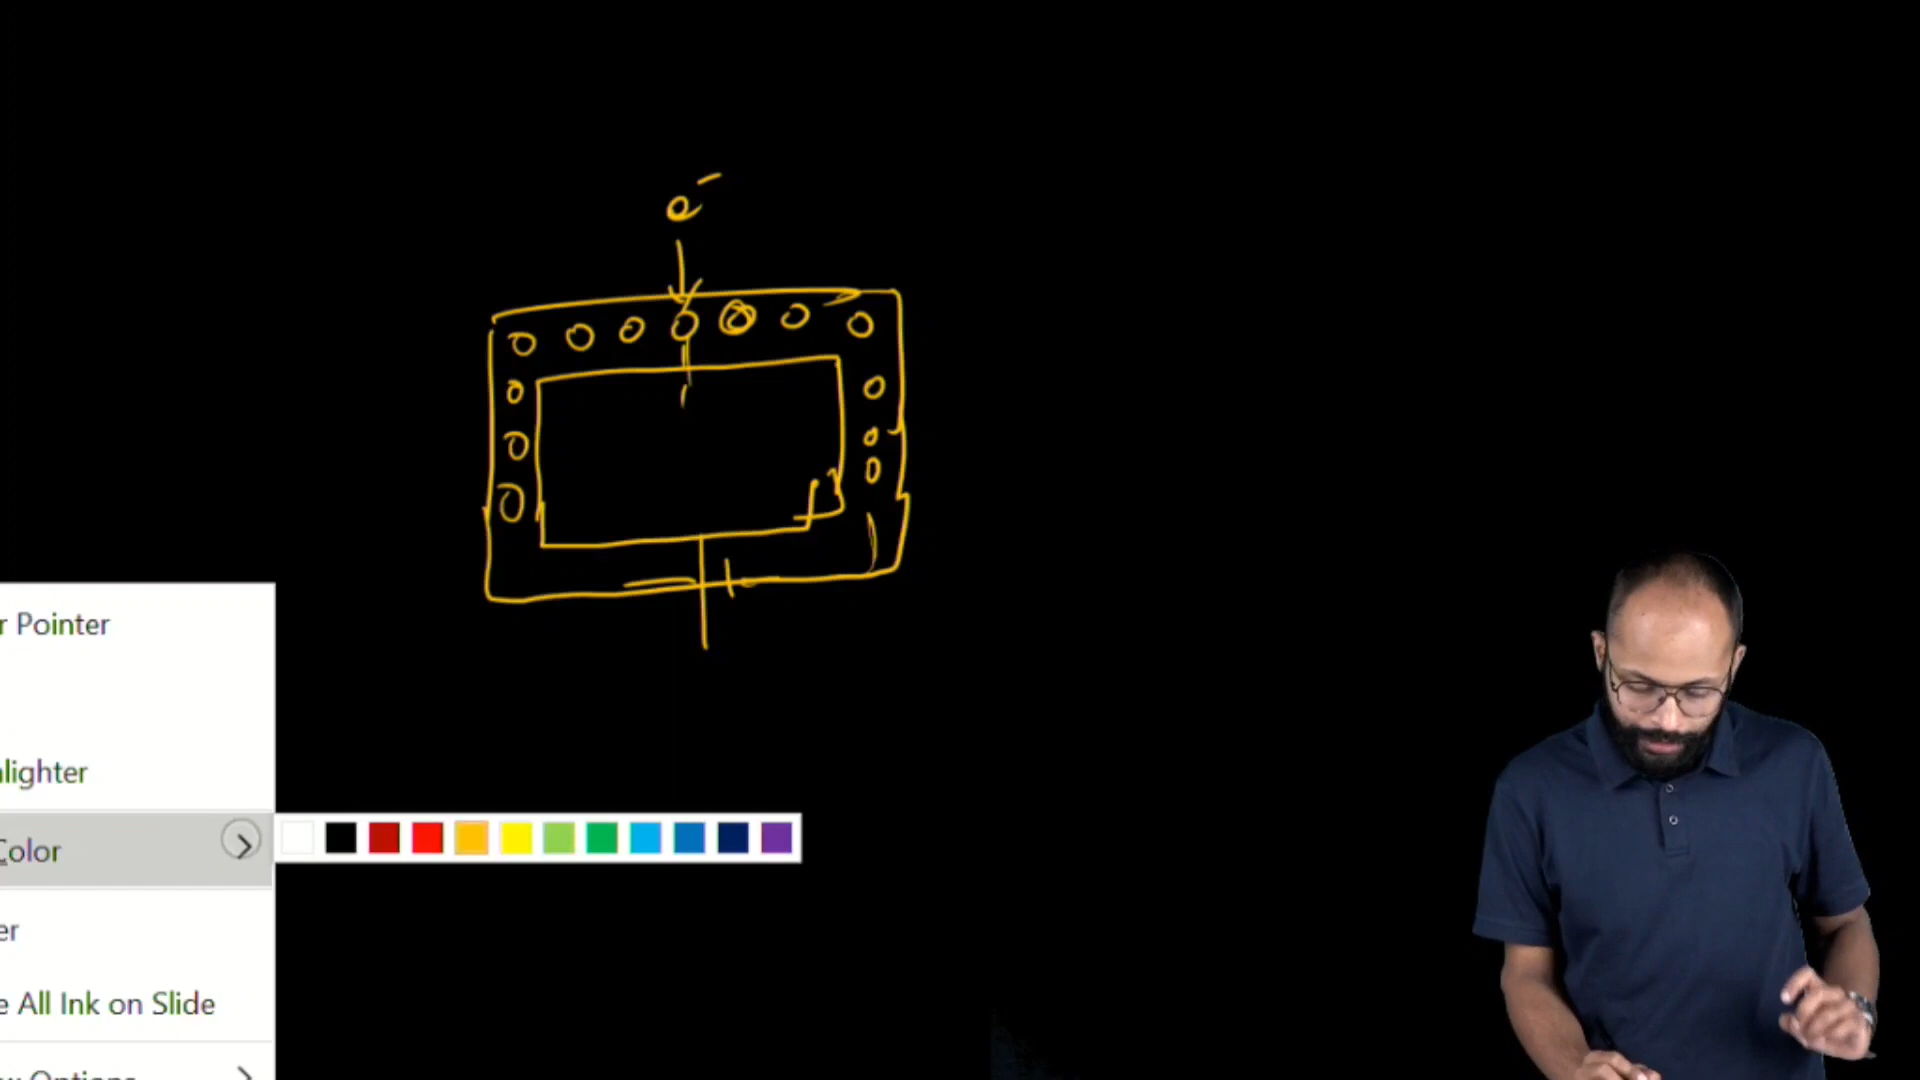 e⁻
r Pointer
lighter
Color
er
e All Ink on Slide